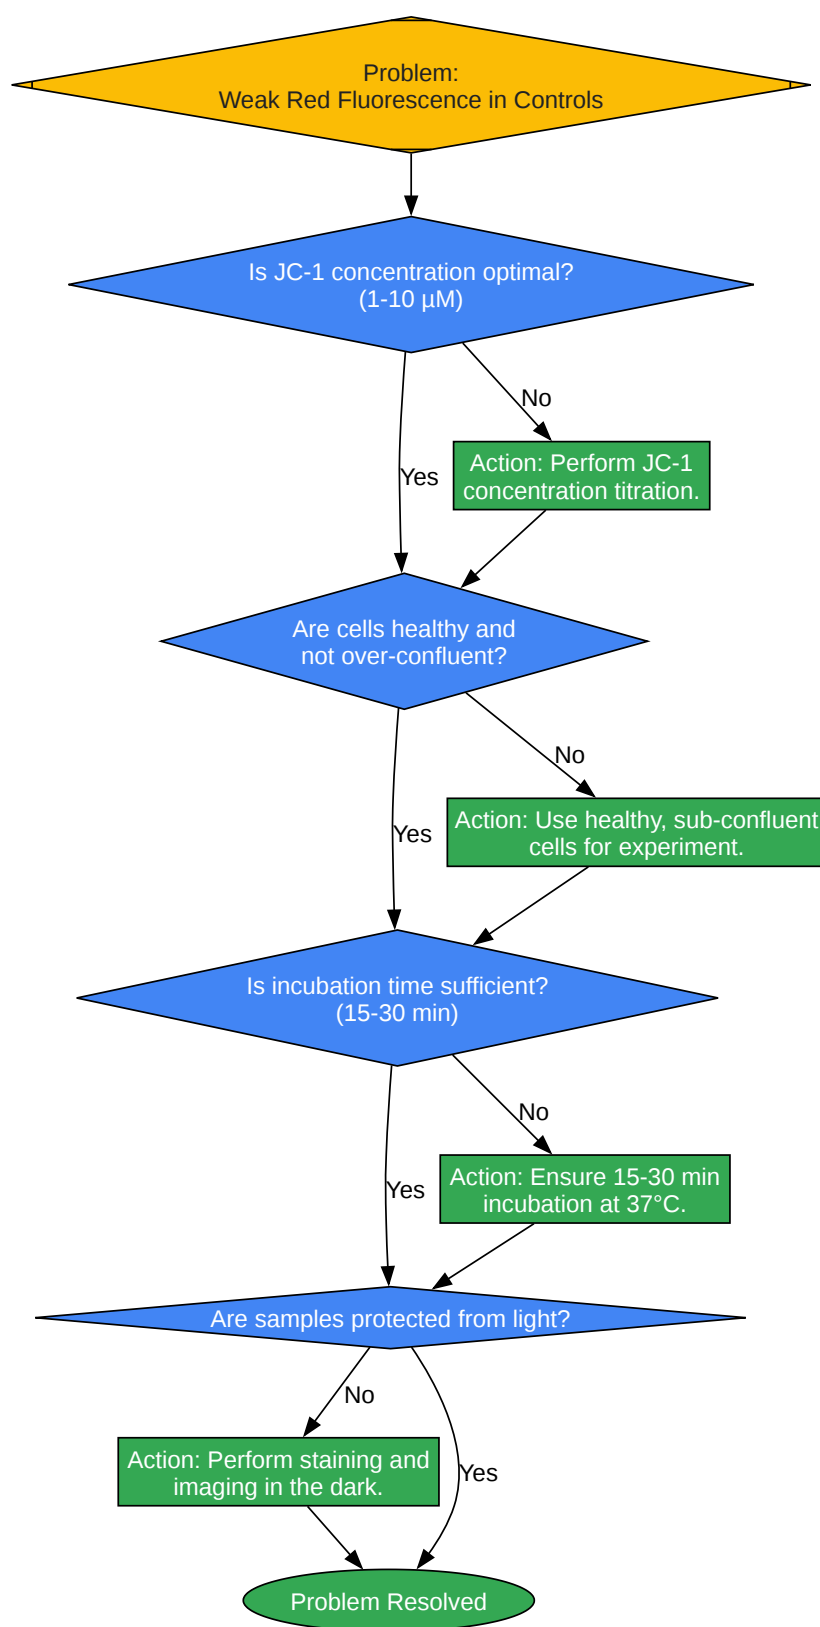 Problem:
Weak Red Fluorescence in Controls
Is JC-1 concentration optimal?
(1-10 µM)
No
Action: Perform JC-1
concentration titration.
Yes
Are cells healthy and
not over-confluent?
No
Action: Use healthy, sub-confluent
cells for experiment.
Yes
Is incubation time sufficient?
(15-30 min)
No
Action: Ensure 15-30 min
incubation at 37°C.
Yes
Are samples protected from light?
No
Action: Perform staining and
imaging in the dark.
Yes
Problem Resolved